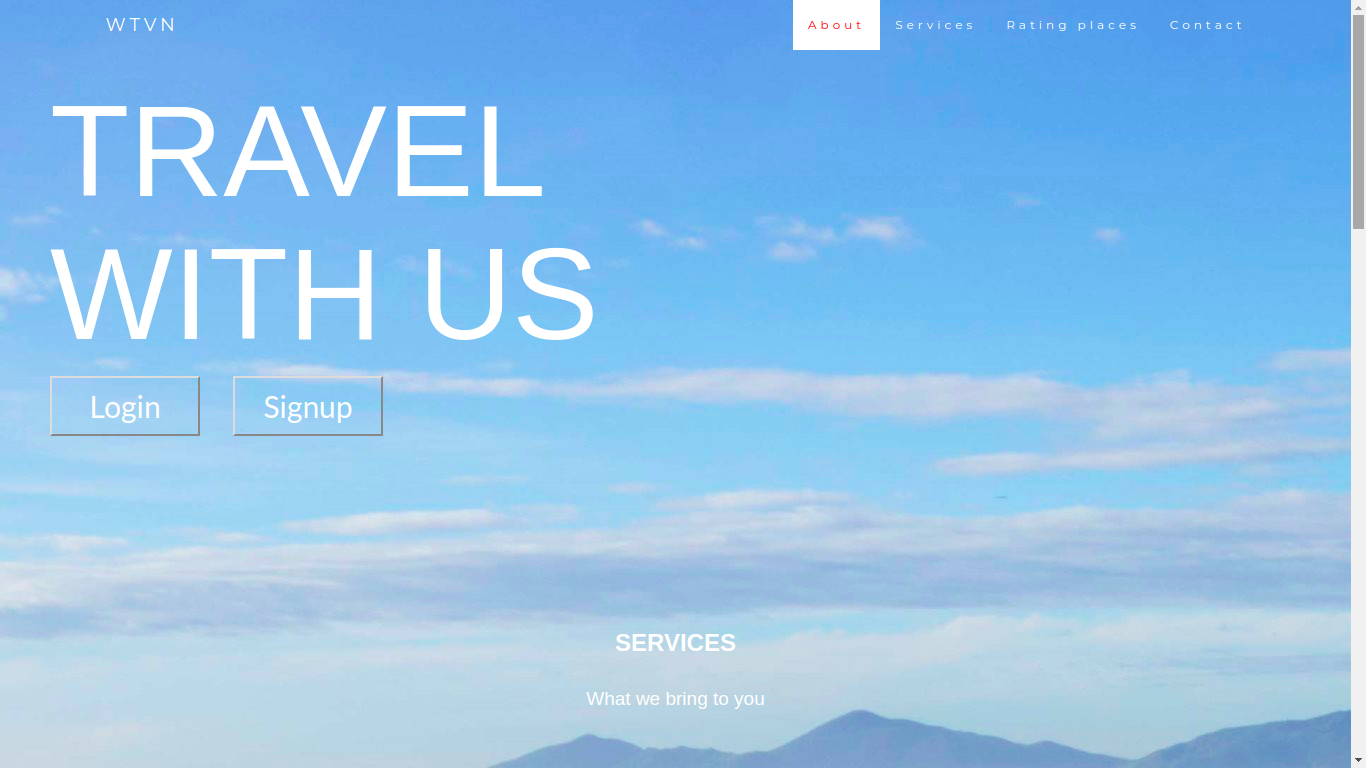 WTVN
About
Services
Rating places
Contact
TRAVEL
WITH US
Login
Signup
SERVICES
What we bring to you